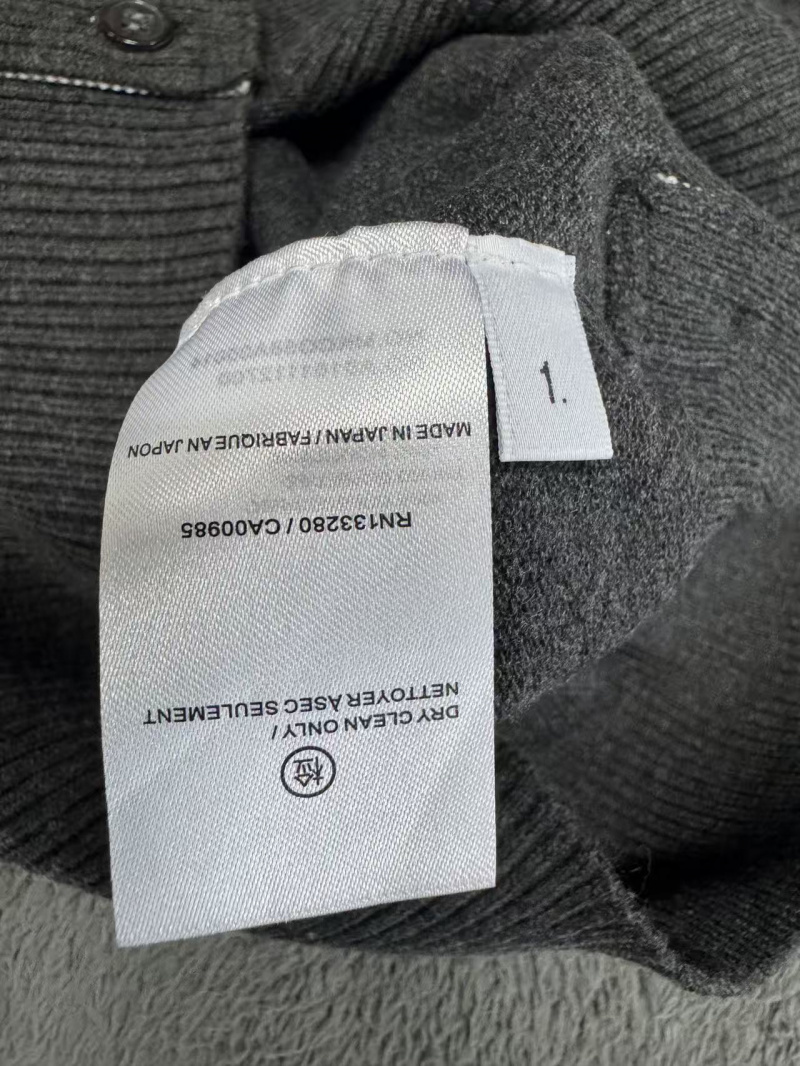 1.
MADE IN JAPAN / FABRIQUE AN JAPON
RN133280 / CA00985
DRY CLEAN ONLY /
NETTOYER ASEC SEULEMENT